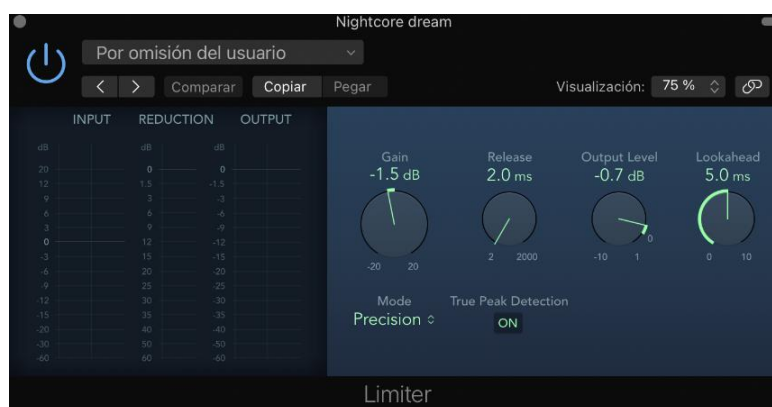 Nightcore dream
Por omisión del usuario
Comparar Copiar Pegar Visualización: 75 %
INPUT REDUCTION OUTPUT
dB dB dB
20 0 0
12 1.5 -1.5
9 3 -3
6 6 -6
3 9 -9
0 12 -12
-3 15 -15
-6 20 -20
-9 25 -25
-12 30 -30
-15 35 -35
-20 40 -40
-30 50 -50
-60 60 -60
Gain Release Output Level Lookahead
-1.5 dB 2.0 ms -0.7 dB 5.0 ms
-20 20 2 2000 -10 1 0 0 10
Mode True Peak Detection
Precision ON
Limiter